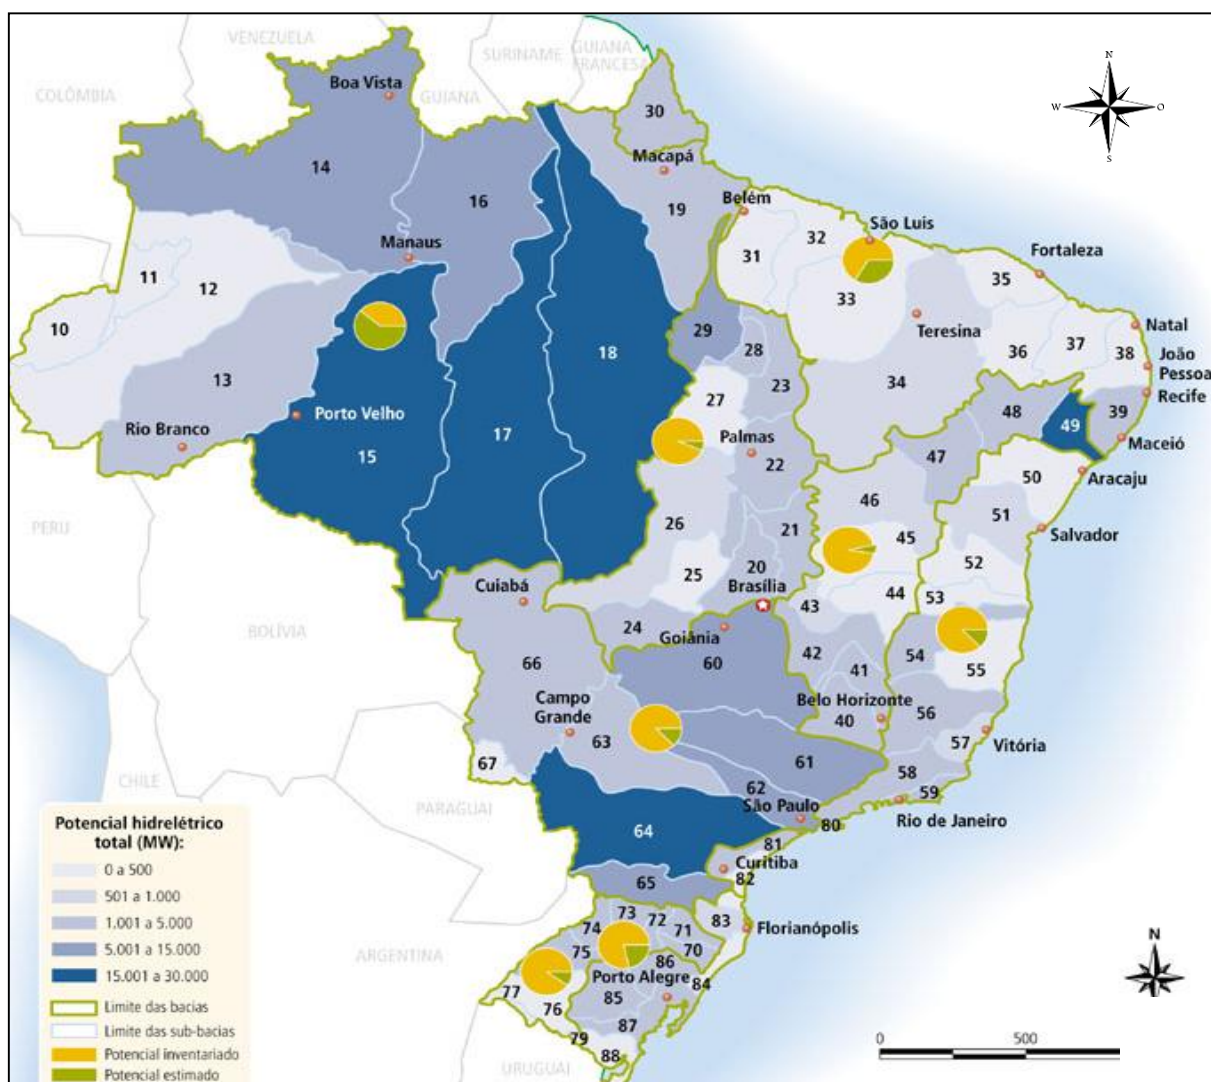 VENEZUELA
SURINAME
GUIANA
FRANCESA
COLÔMBIA
GUIANA
Boa Vista
N
W
O
S
30
Macapá
14
16
19
Belém
Manaus
32
São Luis
31
Fortaleza
11
12
35
33
10
Teresina
Natal
29
28
18
36
37
38
João
Pessoa
13
23
34
Recife
27
48
39
Porto Velho
49
Rio Branco
17
Palmas
Maceió
15
22
47
Aracaju
46
50
PERU
26
21
51
Salvador
45
20
52
25
Brasília
Cuiabá
44
53
43
BOLÍVIA
24
Goiânia
42
54
66
60
41
55
Campo
Grande
Belo Horizonte
56
40
63
57
Vitória
61
67
58
CHILE
62
59
São Paulo
PARAGUAI
80
Rio de Janeiro
64
81
Curitiba
65
82
73
72
83
74
71
Florianópolis
75
70
N
ARGENTINA
86
Porto Alegre
84
77
85
76
87
79
88
URUGUAI
0
500
Potencial hidrelétrico
total (MW):
0 a 500
501 a 1.000
1,001 a 5.000
5.001 a 15.000
15.001 a 30.000
Limite das bacias
Limite das sub-bacias
Potencial inventariado
Potencial estimado